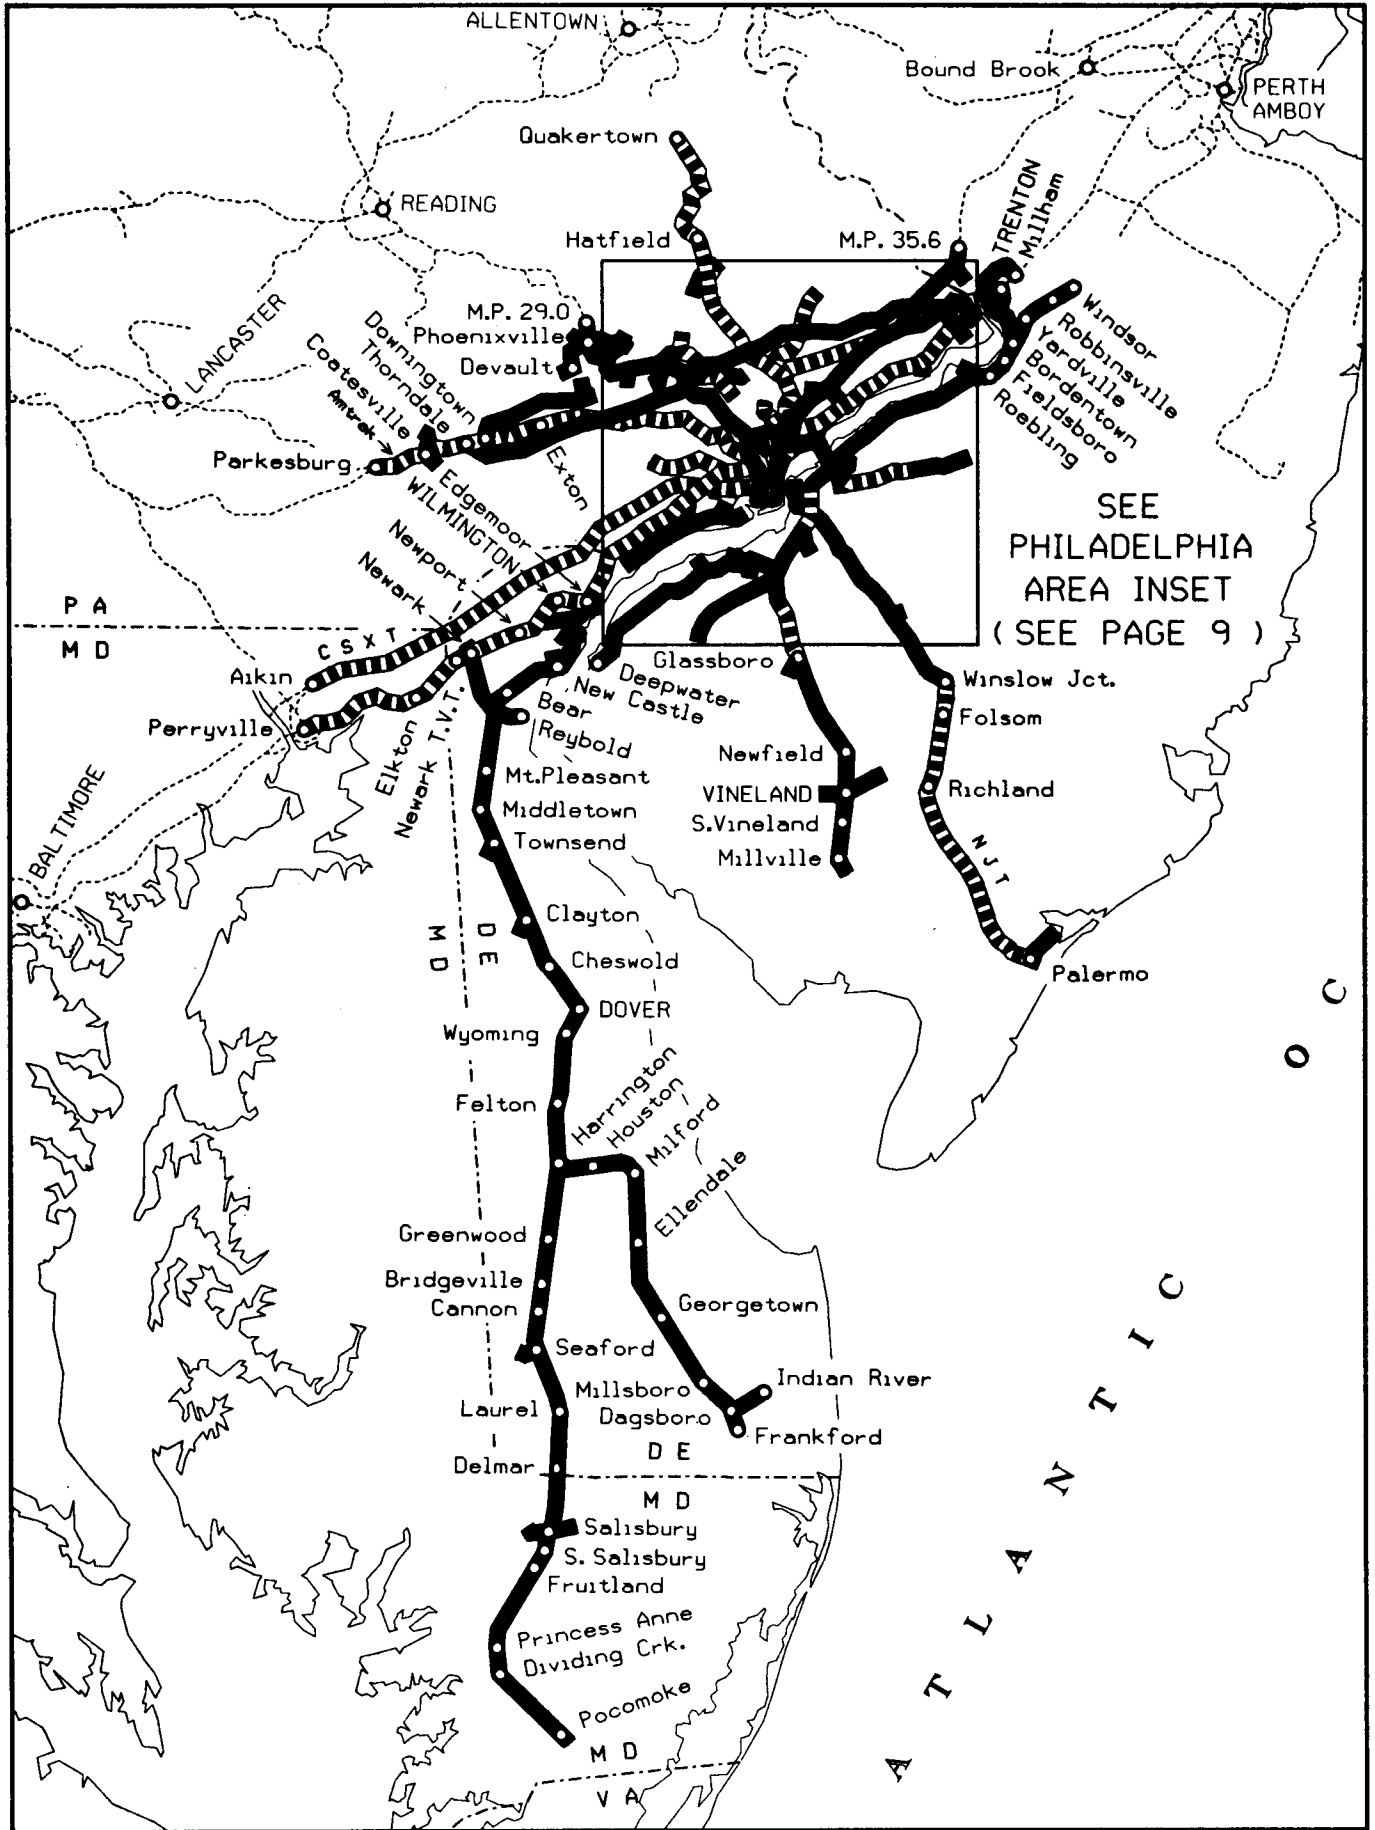 ALLENTOWN
Bound Brook
PERTH
AMBOY
Quakertown
READING
Hatfield
M.P. 35.6
TRENTON
Millham
M.P. 29.0
Phoenixville
Devault
LANCASTER
Downingtown
Thorndale
Coatesville
Amtrak
Parkesburg
Windsor
Robbinsville
Yardville
Bordentown
Fieldsboro
Roebling
Exton
Edgemoor
WILMINGTON
Newport
Newark
SEE
PHILADELPHIA
AREA INSET
( SEE PAGE 9 )
P A
M D
C S X T
Aikin
Perryville
Elkton
Newark T.V.T.
Deepwater
New Castle
Bear
Reybold
Glassboro
Winslow Jct.
Folsom
Newfield
VINELAND
S.Vineland
Millville
Richland
N J T
Palermo
BALTIMORE
Mt.Pleasant
Middletown
Townsend
Clayton
D E
M D
Cheswold
DOVER
Wyoming
Felton
Harrington
Houston
Milford
Ellendale
Greenwood
Bridgeville
Cannon
Georgetown
Seaford
Millsboro
Indian River
Laurel
Dagsboro
Frankford
Delmar
D E
M D
Salisbury
S. Salisbury
Fruitland
Princess Anne
Dividing Crk.
Pocomoke
M D
V A
A T L A N T I C
O C